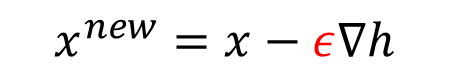 x^{new} = x − ϵ∇h